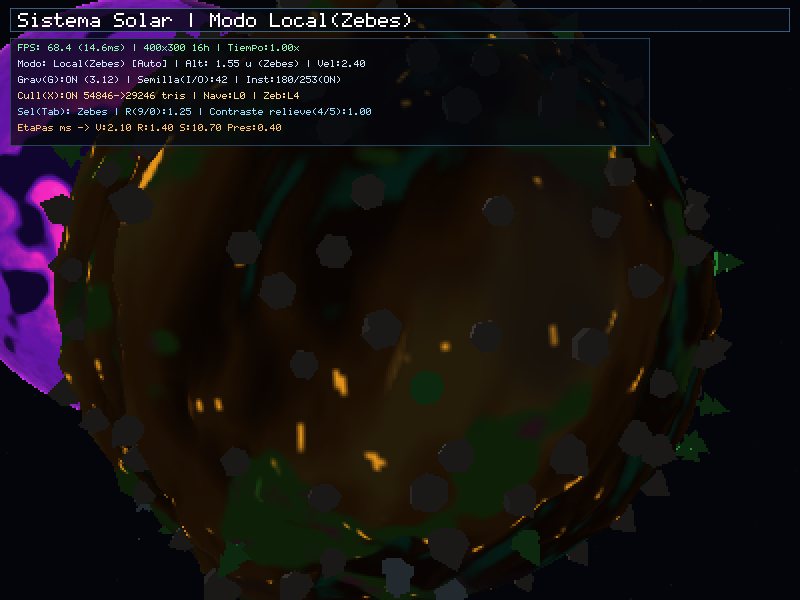 Sistema Solar | Modo Local(Zebes)
FPS: 68.4 (14.6ms) | 400x300 16h | Tiempo:1.00x
Modo: Local(Zebes) [Auto] | Alt: 1.55 u (Zebes) | Vel:2.40
Grav(G):ON (3.12) | Semilla(I/O):42 | Inst:180/253(ON)
Cull(X):ON 54846->29246 tris | Nave:L0 | Zeb:L4
Sel(Tab): Zebes | R(9/0):1.25 | Contraste relieve(4/5):1.00
Etapas ms -> V:2.10 R:1.40 S:10.70 Pres:0.40